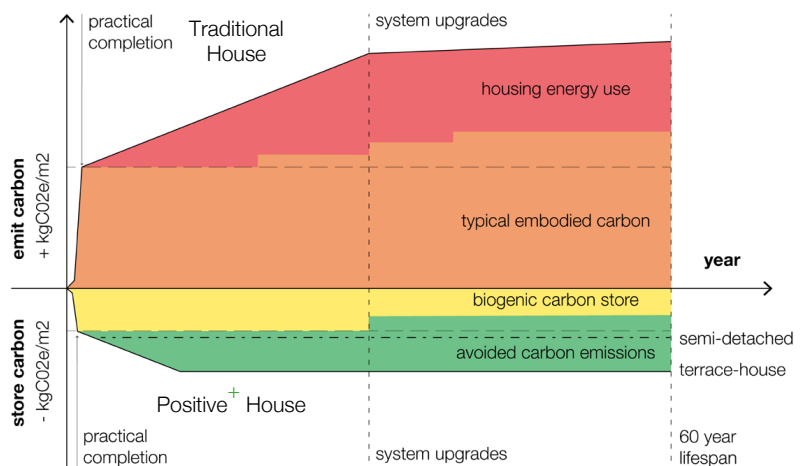 practical
completion
Traditional
House
system upgrades
housing energy use
emit carbon
+ kgC02e/m2
typical embodied carbon
year
biogenic carbon store
store carbon
- kgC02e/m2
semi-detached
avoided carbon emissions
terrace-house
Positive + House
practical
completion
system upgrades
60 year
lifespan